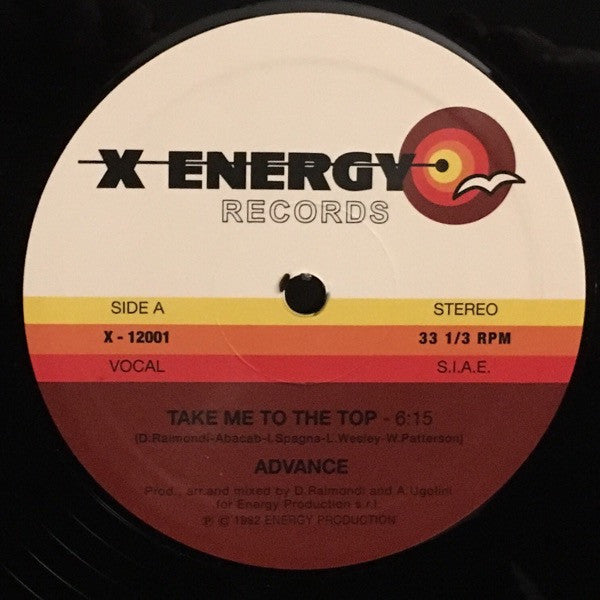 X ENERGY
RECORDS
SIDE A STEREO
X - 12001 33 1/3 RPM
VOCAL S.I.A.E.
TAKE ME TO THE TOP - 6:15
(D.Raimondi-Abacab-I.Spagna-L.Wesley-W.Patterson)
ADVANCE
Prod., arr.and mixed by D.Raimondi and A.Ugolini
for Energy Production s.r.l.
℗ © 1982 ENERGY PRODUCTION